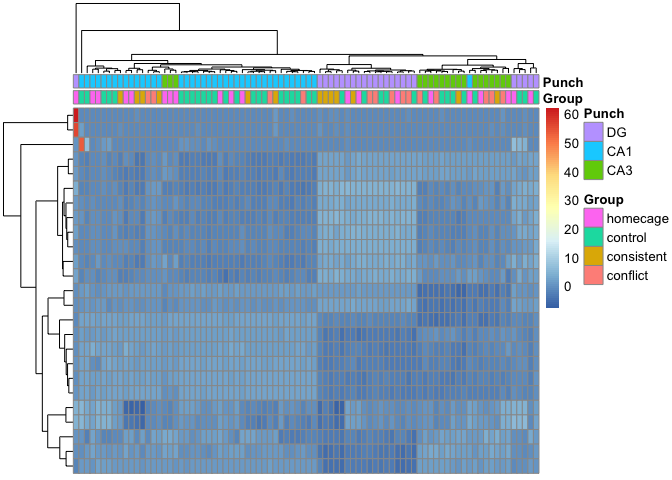 Punch
Group
60
50
40
30
20
10
0
Punch
DG
CA1
CA3
Group
homecage
control
consistent
conflict